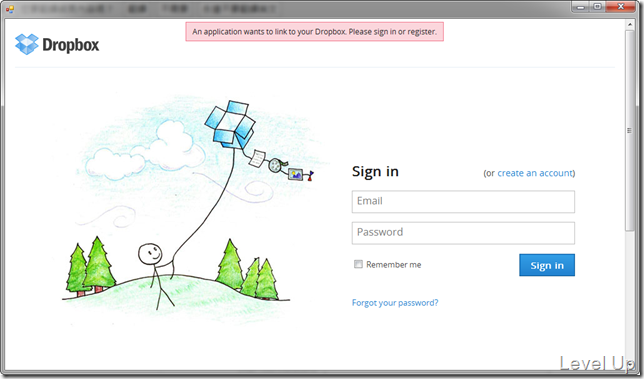 An application wants to link to your Dropbox. Please sign in or register.
Dropbox
Sign in
(or create an account)
Email
Password
Remember me
Sign in
Forgot your password?
Level Up